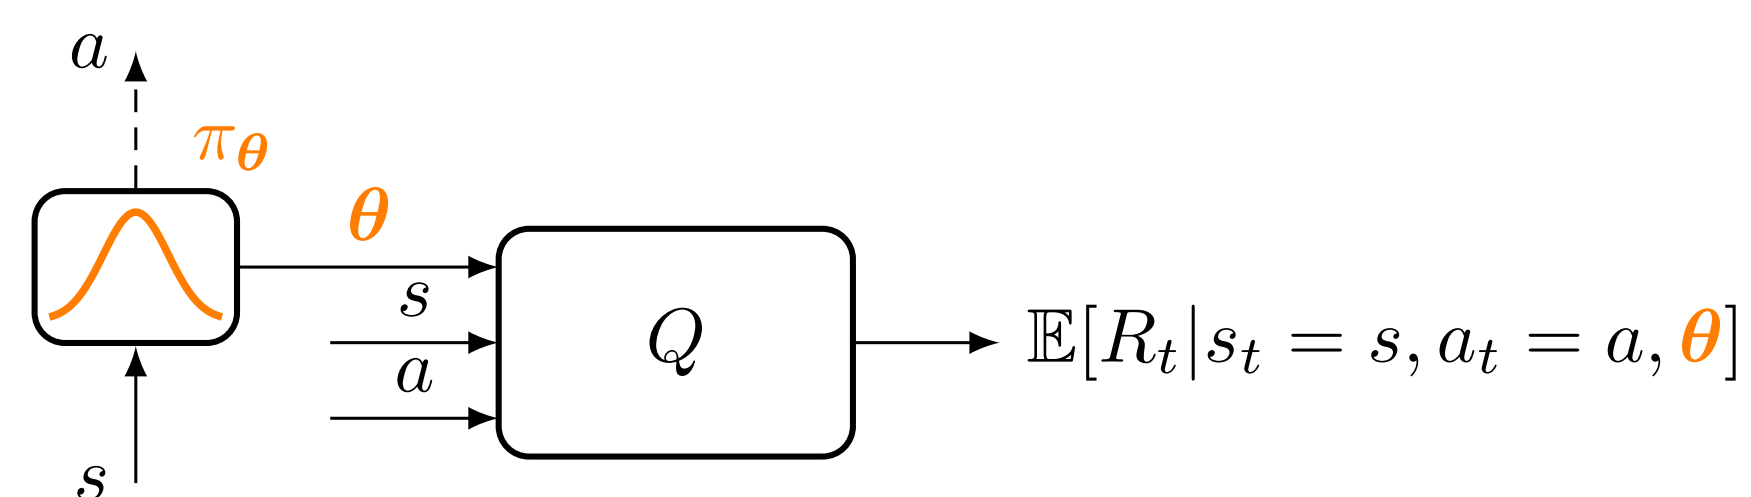 a
π_θ
θ
s
a
Q
𝔼[R_t|s_t = s, a_t = a, θ]
s